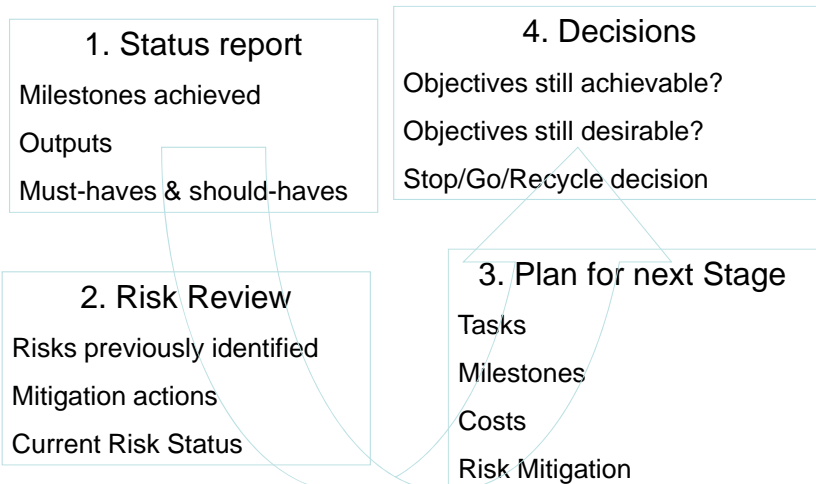 1. Status report
Milestones achieved
Outputs
Must-haves & should-haves
2. Risk Review
Risks previously identified
Mitigation actions
Current Risk Status
3. Plan for next Stage
Tasks
Milestones
Costs
Risk Mitigation
4. Decisions
Objectives still achievable?
Objectives still desirable?
Stop/Go/Recycle decision